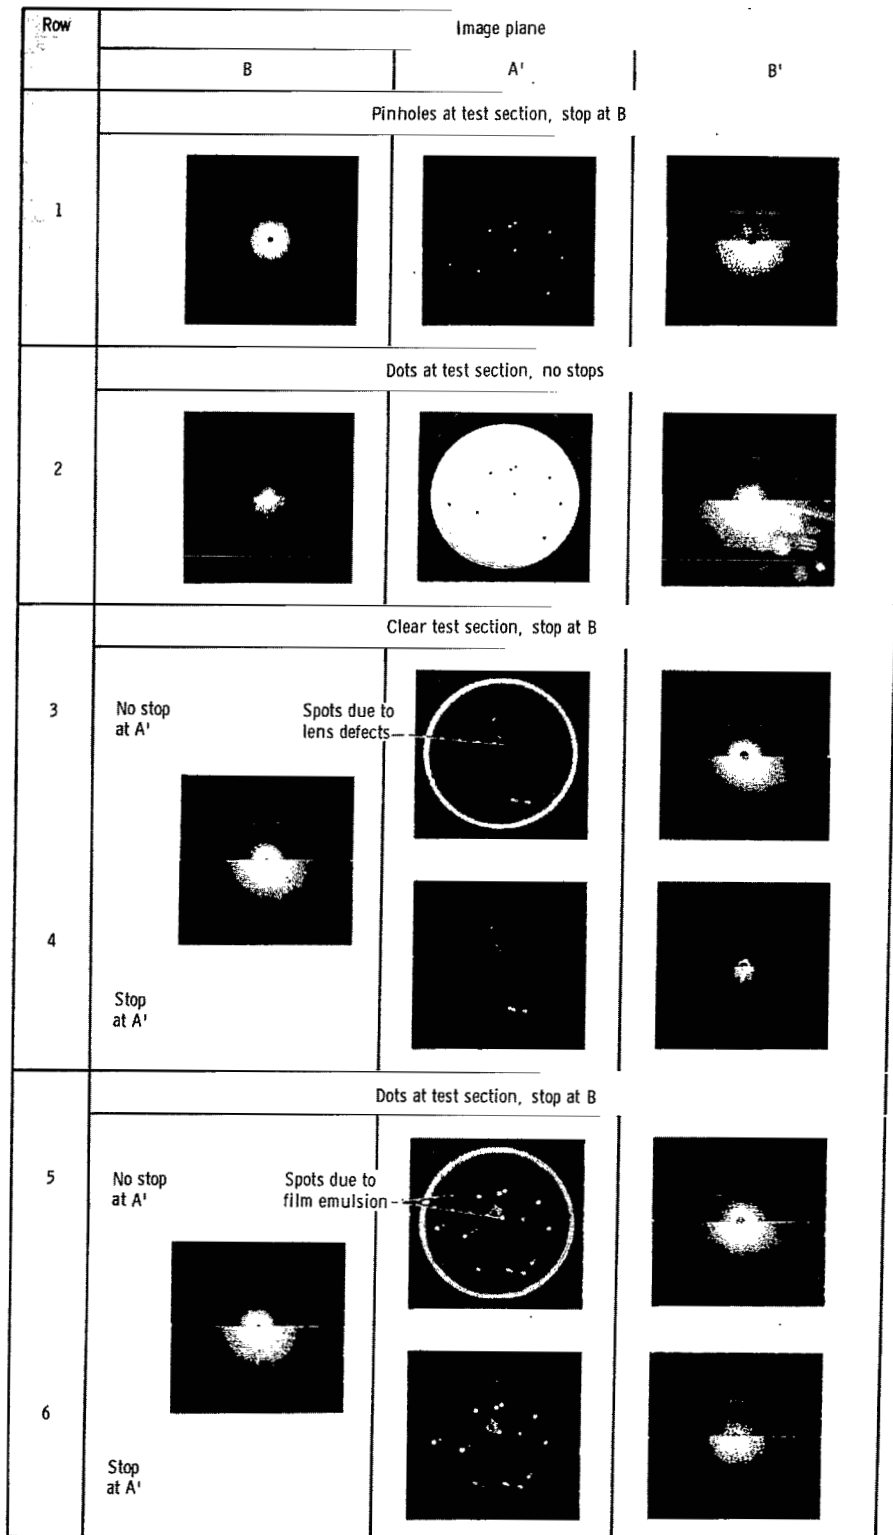 Row
Image plane
B
A'
B'
Pinholes at test section, stop at B
1
Dots at test section, no stops
2
Clear test section, stop at B
3
No stop
at A'
Spots due to
lens defects
4
Stop
at A'
Dots at test section, stop at B
5
No stop
at A'
Spots due to
film emulsion
6
Stop
at A'